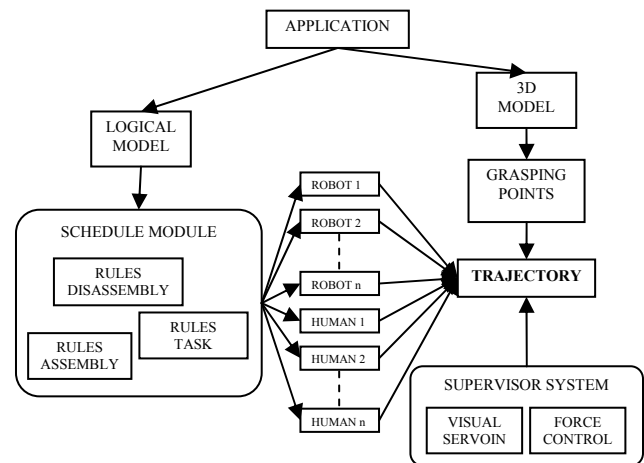 APPLICATION
3D
MODEL
LOGICAL
MODEL
GRASPING
POINTS
ROBOT 1
ROBOT 2
ROBOT n
HUMAN 1
HUMAN 2
HUMAN n
SCHEDULE MODULE
RULES
DISASSEMBLY
RULES
TASK
RULES
ASSEMBLY
TRAJECTORY
SUPERVISOR SYSTEM
VISUAL
SERVOIN
FORCE
CONTROL